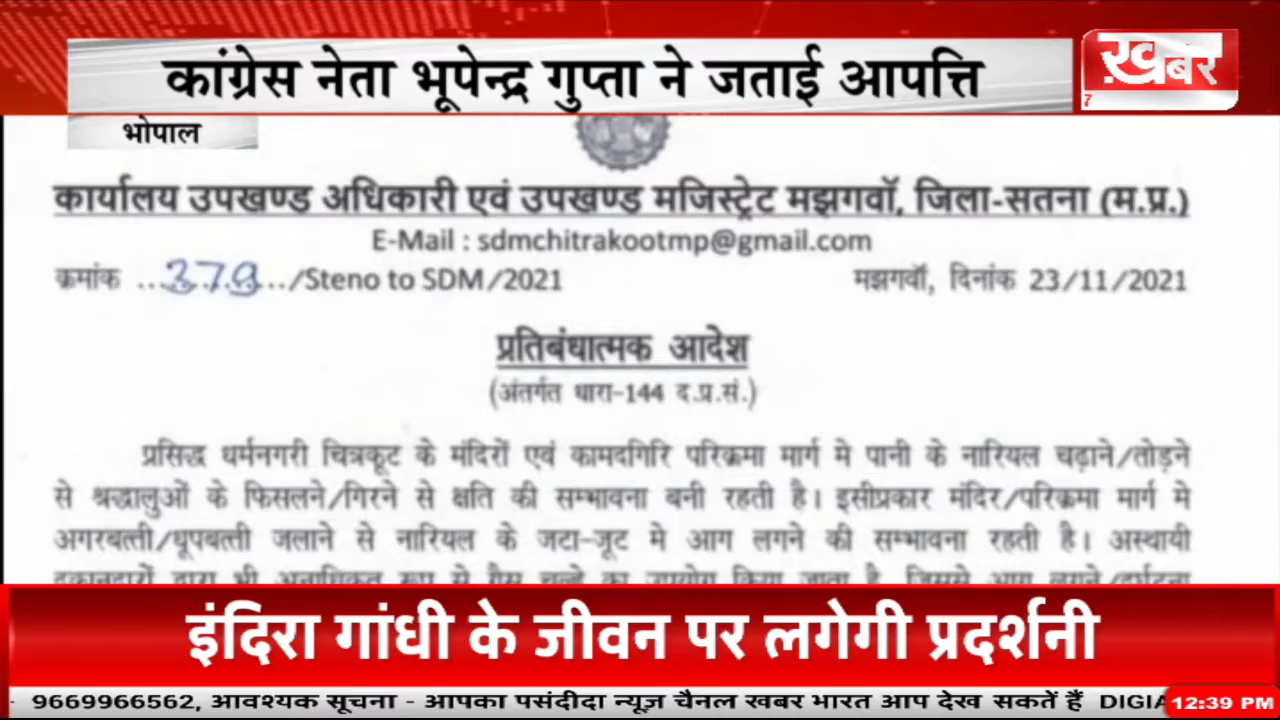 कांग्रेस नेता भूपेन्द्र गुप्ता ने जताई आपत्ति
ख़बर
7
भोपाल
कार्यालय उपखण्ड अधिकारी एवं उपखण्ड मजिस्ट्रेट मझगवॉ, जिला-सतना (म.प्र.)
E-Mail : sdmchitrakootmp@gmail.com
क्रमांक ...379.../Steno to SDM/2021 मझगवॉ, दिनांक 23/11/2021
प्रतिबंधात्मक आदेश
(अंतर्गत धारा-144 द.प्र.सं.)
प्रसिद्ध धर्मनगरी चित्रकूट के मंदिरों एवं कामदगिरि परिक्रमा मार्ग मे पानी के नारियल चढ़ाने/तोड़ने
से श्रद्धालुओं के फिसलने/गिरने से क्षति की सम्भावना बनी रहती है। इसीप्रकार मंदिर/परिक्रमा मार्ग मे
अगरबत्ती/धूपबत्ती जलाने से नारियल के जटा-जूट मे आग लगने की सम्भावना रहती है। अस्थायी
इंदिरा गांधी के जीवन पर लगेगी प्रदर्शनी
9669966562, आवश्यक सूचना - आपका पसंदीदा न्यूज़ चैनल खबर भारत आप देख सकतें हैं DIGIA
12:39 PM